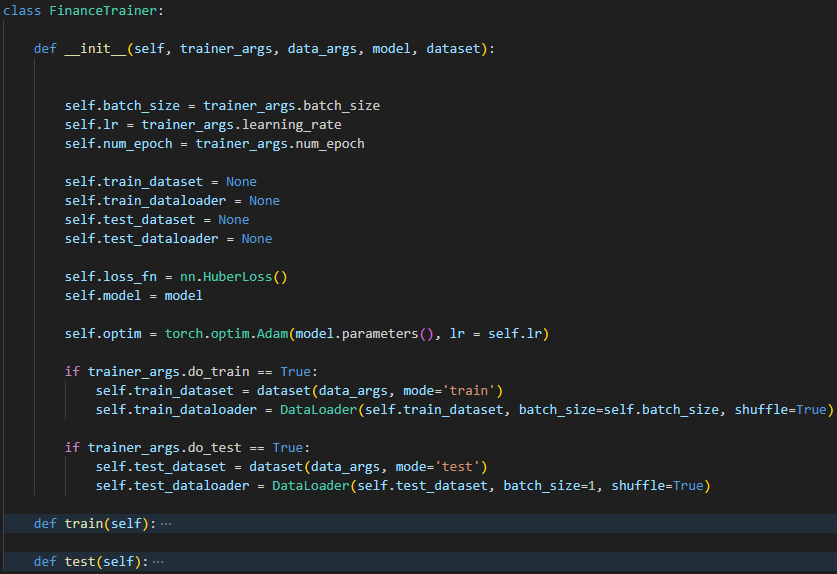 class FinanceTrainer:
def __init__(self, trainer_args, data_args, model, dataset):
self.batch_size = trainer_args.batch_size
self.lr = trainer_args.learning_rate
self.num_epoch = trainer_args.num_epoch
self.train_dataset = None
self.train_dataloader = None
self.test_dataset = None
self.test_dataloader = None
self.loss_fn = nn.HuberLoss()
self.model = model
self.optim = torch.optim.Adam(model.parameters(), lr = self.lr)
if trainer_args.do_train == True:
self.train_dataset = dataset(data_args, mode='train')
self.train_dataloader = DataLoader(self.train_dataset, batch_size=self.batch_size, shuffle=True)
if trainer_args.do_test == True:
self.test_dataset = dataset(data_args, mode='test')
self.test_dataloader = DataLoader(self.test_dataset, batch_size=1, shuffle=True)
def train(self):⋯
def test(self):⋯